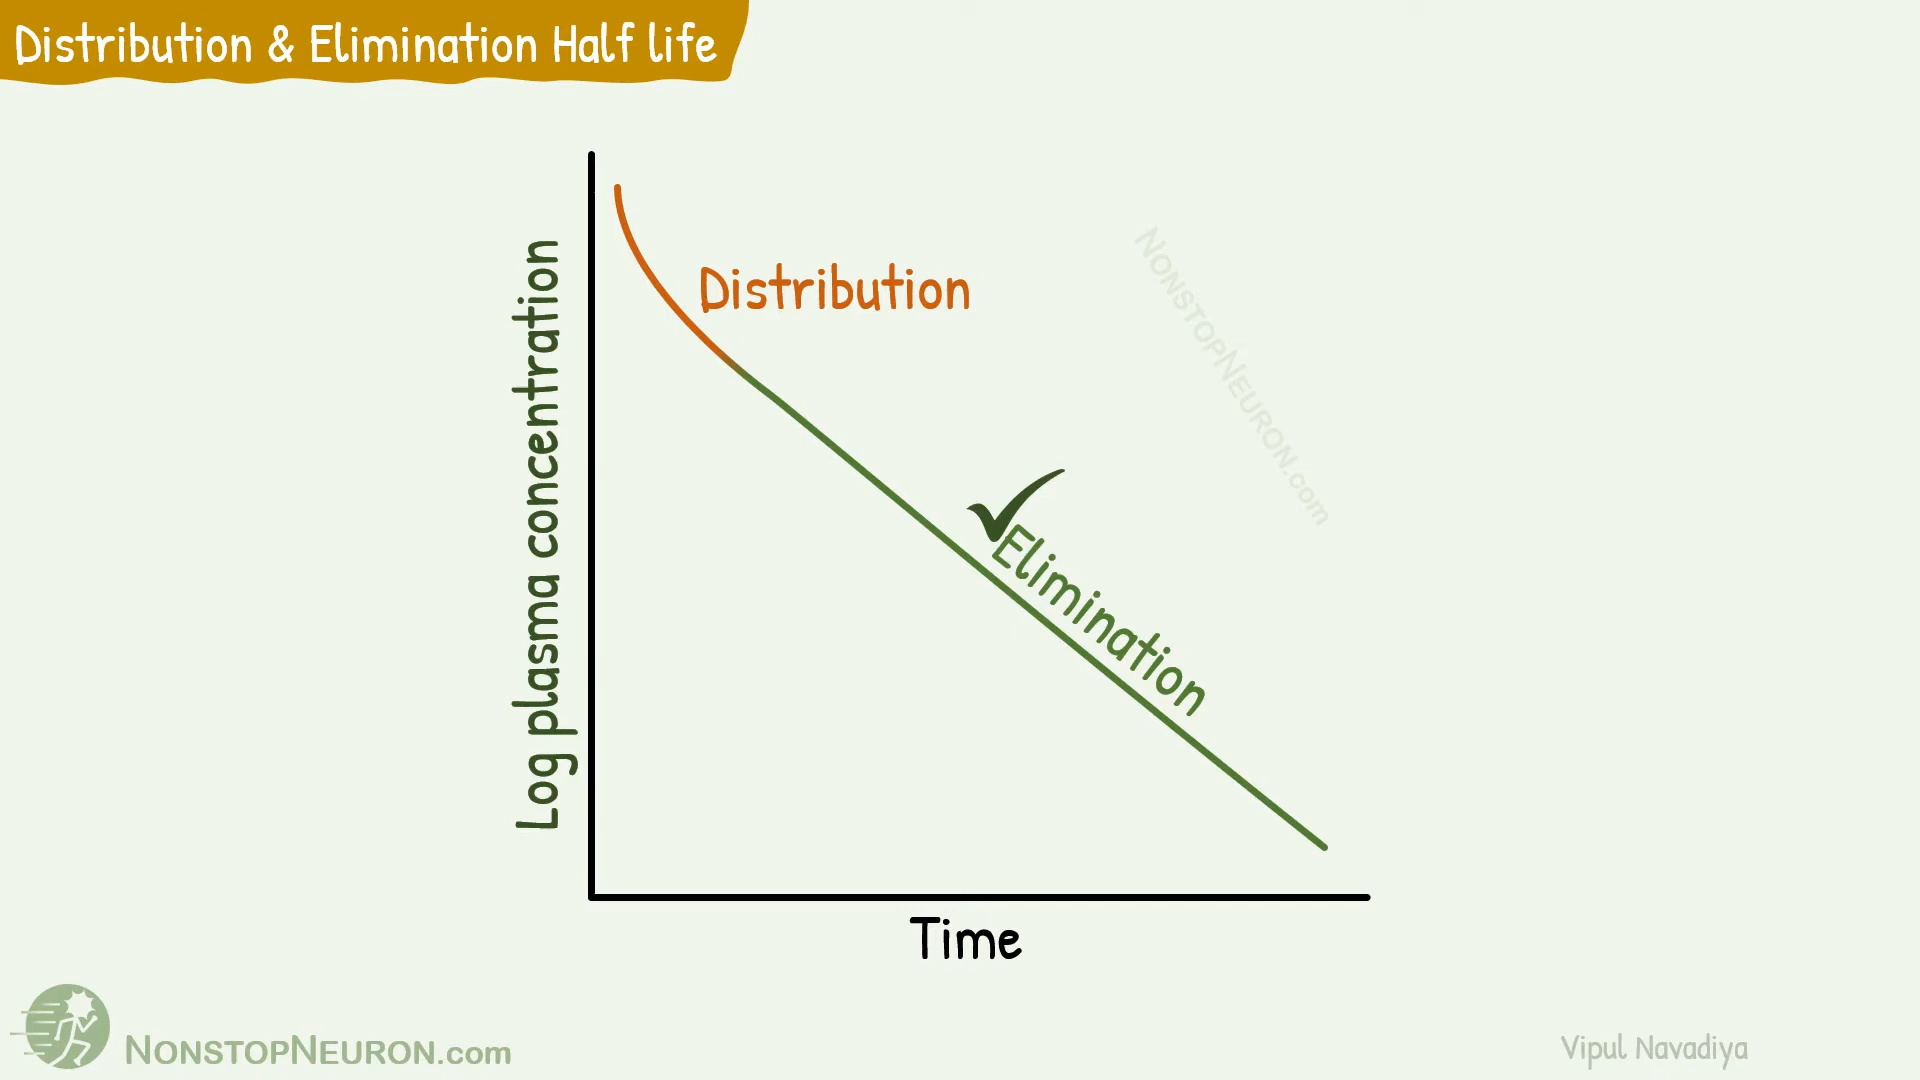 Distribution & Elimination Half life
Log plasma concentration
Distribution
NONSTOPNEURON.com
Elimination
Time
NONSTOPNEURON.com
Vipul Navadiya